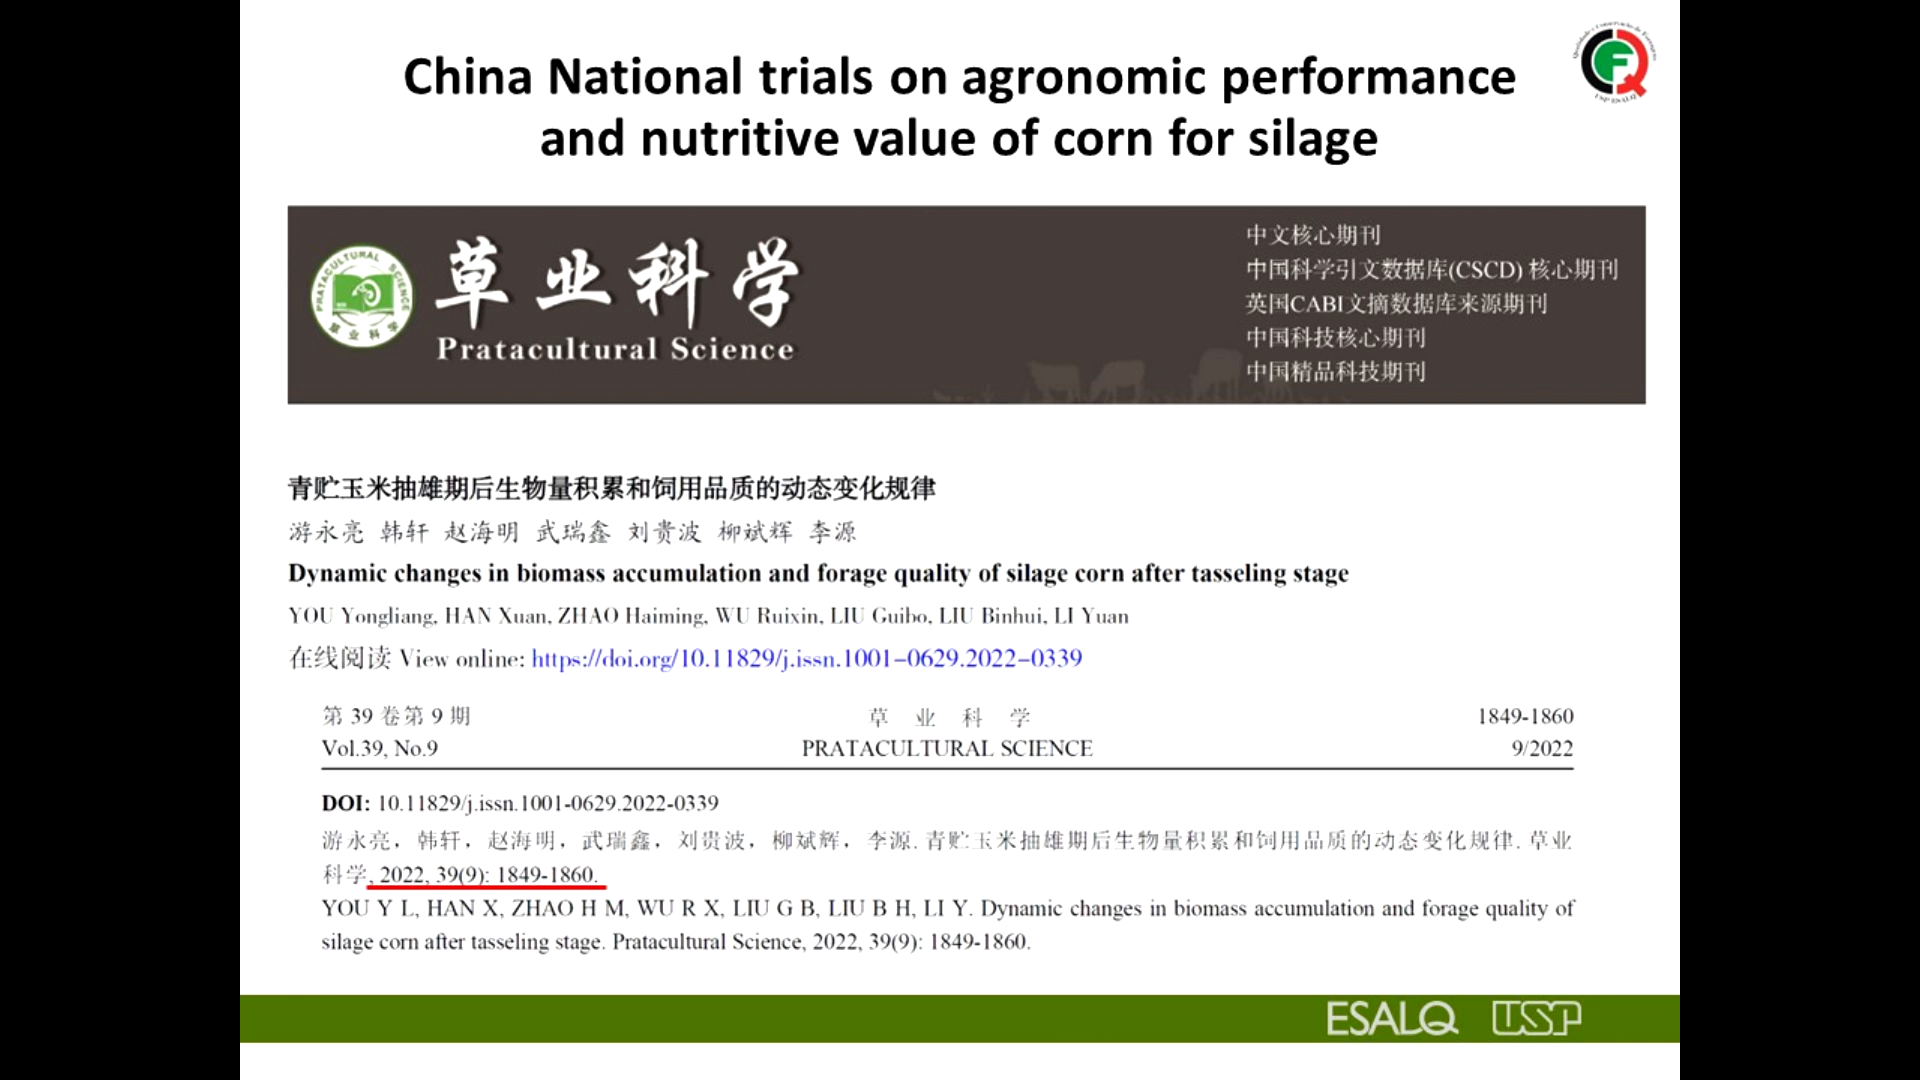 China National trials on agronomic performance
and nutritive value of corn for silage
草业科学
Pratacultural Science
PRATACULTURAL SCIENCE
草业科学
中文核心期刊
中国科学引文数据库(CSCD) 核心期刊
英国CABI文摘数据库来源期刊
中国科技核心期刊
中国精品科技期刊
青贮玉米抽雄期后生物量积累和饲用品质的动态变化规律
游永亮 韩轩 赵海明 武瑞鑫 刘贵波 柳斌辉 李源
Dynamic changes in biomass accumulation and forage quality of silage corn after tasseling stage
YOU Yongliang, HAN Xuan, ZHAO Haiming, WU Ruixin, LIU Guibo, LIU Binhui, LI Yuan
在线阅读 View online: https://doi.org/10.11829/j.issn.1001-0629.2022-0339
第 39 卷第 9 期 草 业 科 学 1849-1860
Vol.39, No.9 PRATACULTURAL SCIENCE 9/2022
DOI: 10.11829/j.issn.1001-0629.2022-0339
游永亮，韩轩，赵海明，武瑞鑫，刘贵波，柳斌辉，李源. 青贮玉米抽雄期后生物量积累和饲用品质的动态变化规律. 草业
科学, 2022, 39(9): 1849-1860.
YOU Y L, HAN X, ZHAO H M, WU R X, LIU G B, LIU B H, LI Y. Dynamic changes in biomass accumulation and forage quality of
silage corn after tasseling stage. Pratacultural Science, 2022, 39(9): 1849-1860.
ESALQ USP